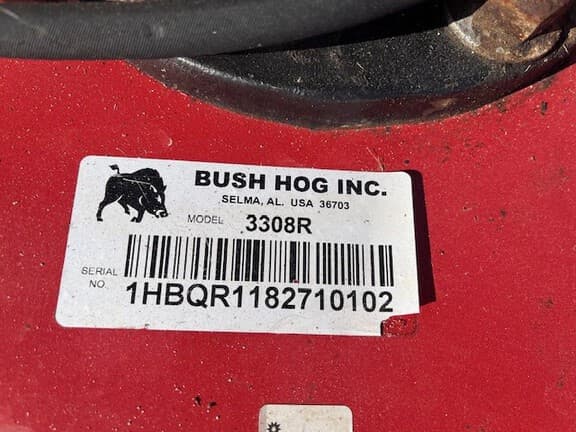 BUSH HOG INC.
SELMA, AL. USA 36703
MODEL 3308R
SERIAL NO. 1HBQR1182710102